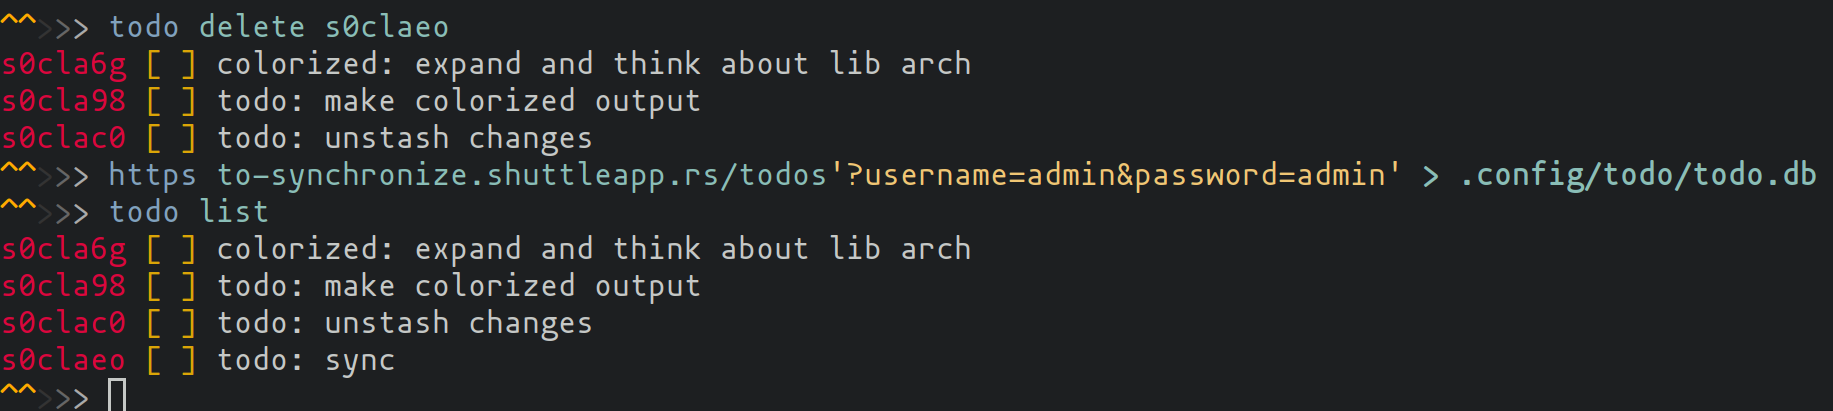 ^^>>> todo delete s0claeo
s0cla6g [ ] colorized: expand and think about lib arch
s0cla98 [ ] todo: make colorized output
s0clac0 [ ] todo: unstash changes
^^>>> https to-synchronize.shuttleapp.rs/todos'?username=admin&password=admin' > .config/todo/todo.db
^^>>> todo list
s0cla6g [ ] colorized: expand and think about lib arch
s0cla98 [ ] todo: make colorized output
s0clac0 [ ] todo: unstash changes
s0claeo [ ] todo: sync
^^>>>